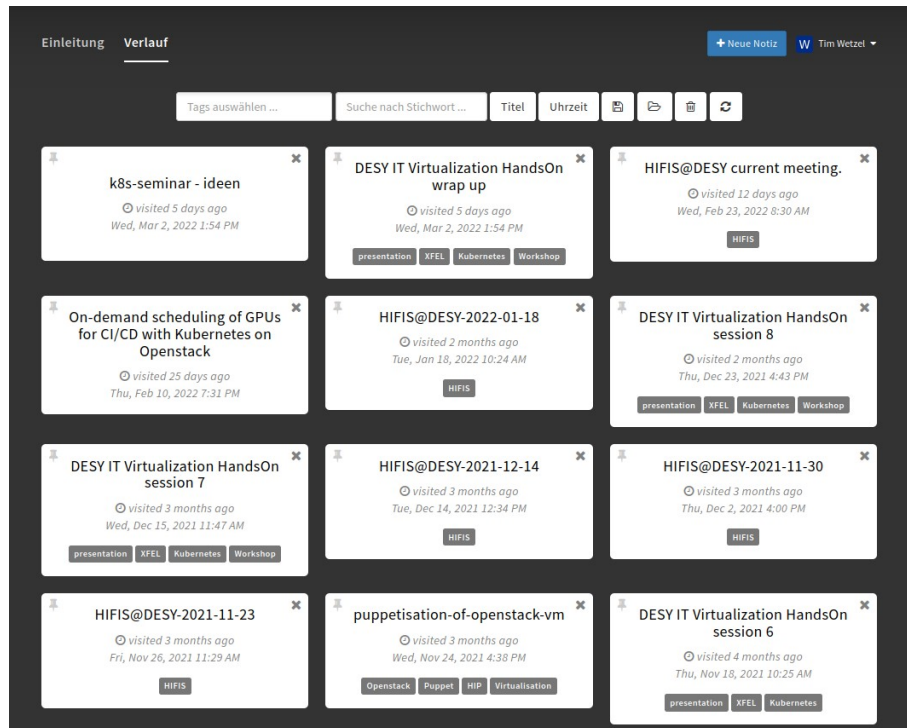 Einleitung Verlauf + Neue Notiz W Tim Wetzel
Tags auswählen ... Suche nach Stichwort ... Titel Uhrzeit
k8s-seminar - ideen
visited 5 days ago
Wed, Mar 2, 2022 1:54 PM
DESY IT Virtualization HandsOn
wrap up
visited 5 days ago
Wed, Mar 2, 2022 1:54 PM
presentation XFEL Kubernetes Workshop
HIFIS@DESY current meeting.
visited 12 days ago
Wed, Feb 23, 2022 8:30 AM
HIFIS
On-demand scheduling of GPUs
for CI/CD with Kubernetes on
Openstack
visited 25 days ago
Thu, Feb 10, 2022 7:31 PM
HIFIS@DESY-2022-01-18
visited 2 months ago
Tue, Jan 18, 2022 10:24 AM
HIFIS
DESY IT Virtualization HandsOn
session 8
visited 2 months ago
Thu, Dec 23, 2021 4:43 PM
presentation XFEL Kubernetes Workshop
DESY IT Virtualization HandsOn
session 7
visited 3 months ago
Wed, Dec 15, 2021 11:47 AM
presentation XFEL Kubernetes Workshop
HIFIS@DESY-2021-12-14
visited 3 months ago
Tue, Dec 14, 2021 12:34 PM
HIFIS
HIFIS@DESY-2021-11-30
visited 3 months ago
Thu, Dec 2, 2021 4:00 PM
HIFIS
HIFIS@DESY-2021-11-23
visited 3 months ago
Fri, Nov 26, 2021 11:29 AM
HIFIS
puppetisation-of-openstack-vm
visited 3 months ago
Wed, Nov 24, 2021 4:38 PM
Openstack Puppet HIP Virtualisation
DESY IT Virtualization HandsOn
session 6
visited 4 months ago
Thu, Nov 18, 2021 10:25 AM
presentation XFEL Kubernetes